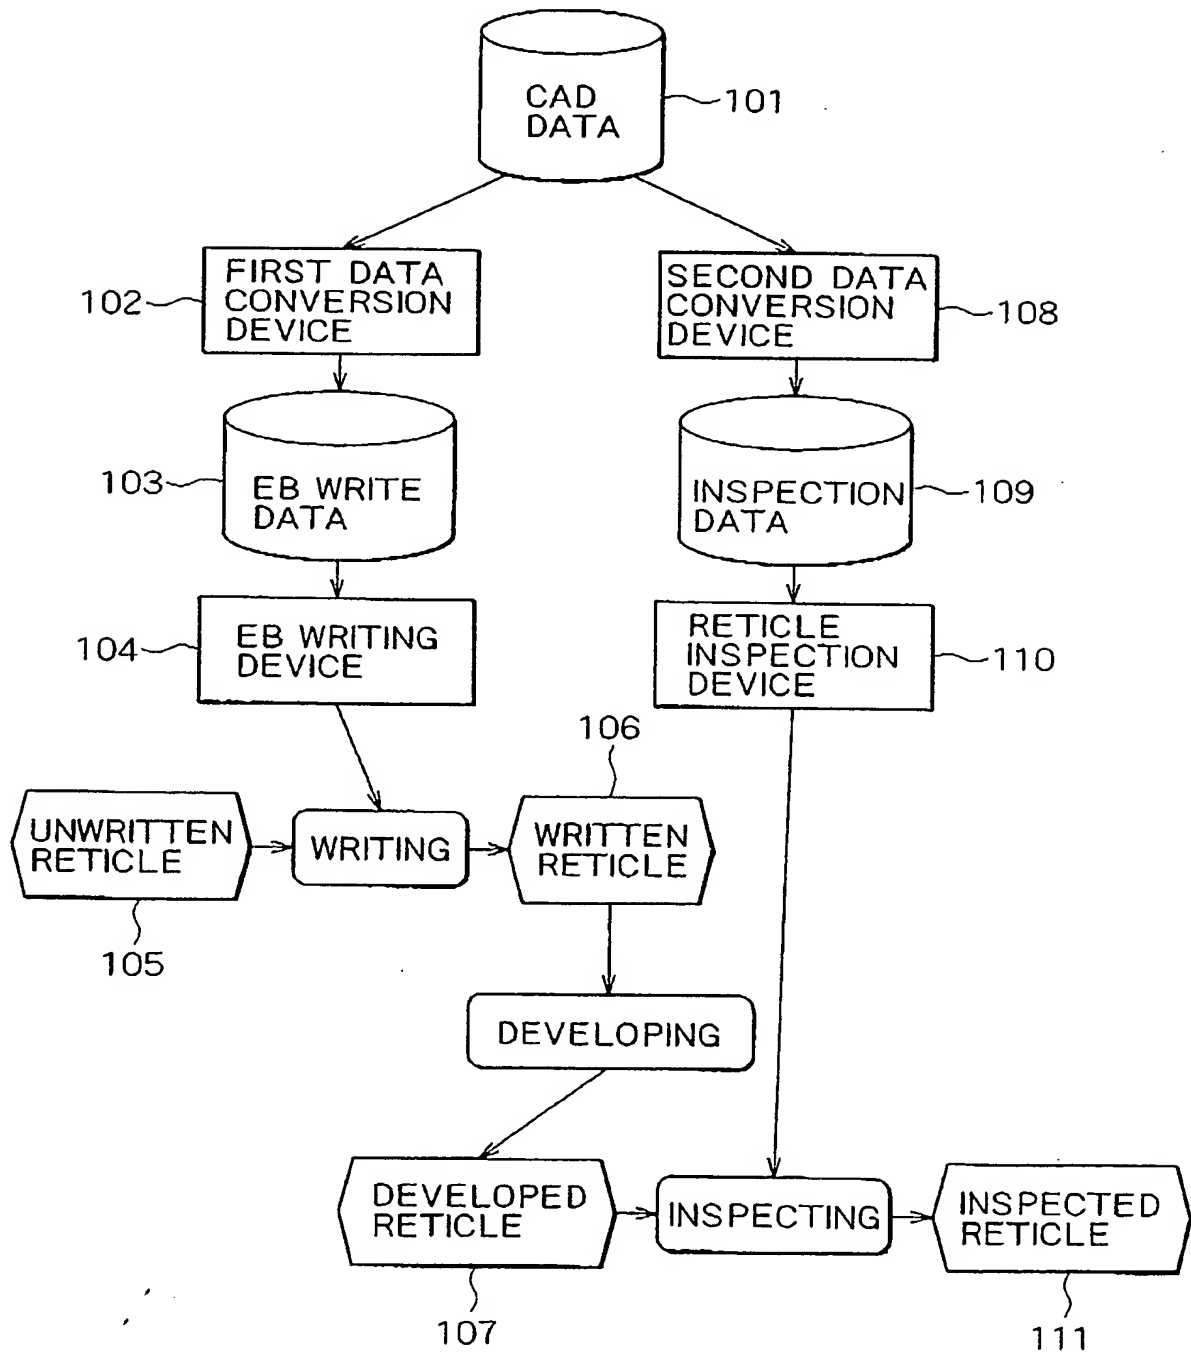 CAD
DATA
101
FIRST DATA
CONVERSION
DEVICE
102
SECOND DATA
CONVERSION
DEVICE
108
103
EB WRITE
DATA
INSPECTION
DATA
109
104
EB WRITING
DEVICE
RETICLE
INSPECTION
DEVICE
110
106
UNWRITTEN
RETICLE
WRITING
WRITTEN
RETICLE
105
DEVELOPING
DEVELOPED
RETICLE
INSPECTING
INSPECTED
RETICLE
107
111